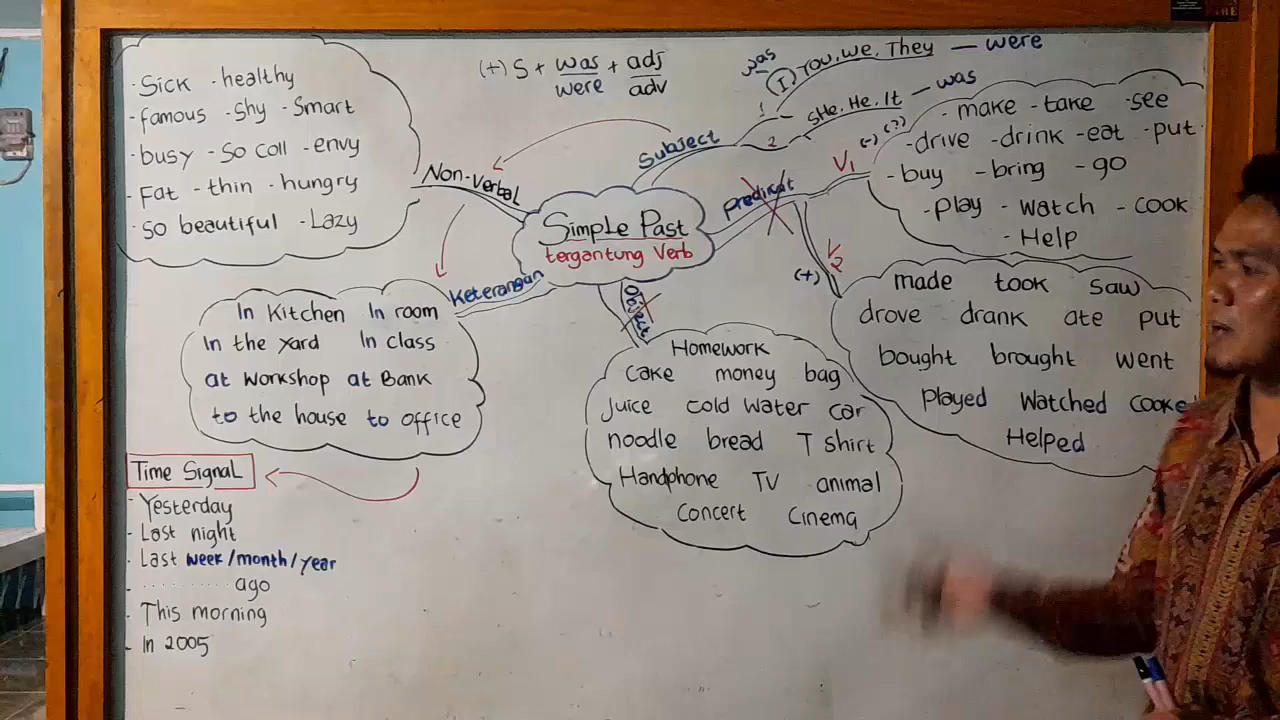 (+) S + was/were + adj/adv
Simple Past
tergantung Verb
Subject
1
was
(I) You, We, They — were
2
SHe. He. It — was
Non-Verbal
- Sick - healthy
- famous - shy - Smart
- busy - So coll - envy
- Fat - thin - hungry
- So beautiful - Lazy
Keterangan
In Kitchen In room
In the yard In class
at Workshop at Bank
to the house to office
Time Signal
- Yesterday
- Last night
- Last week/month/year
- .......... ago
- This morning
- In 2005
Object
Homework
cake money bag
Juice cold water car
noodle bread T shirt
Handphone TV animal
Concert Cinema
Predikat
V1
(-) (?)
- make - take - see
- drive - drink - eat - put
- buy - bring - go
- play - watch - cook
- Help
V2
(+)
made took saw
drove drank ate put
bought brought went
played Watched cooke
Helped